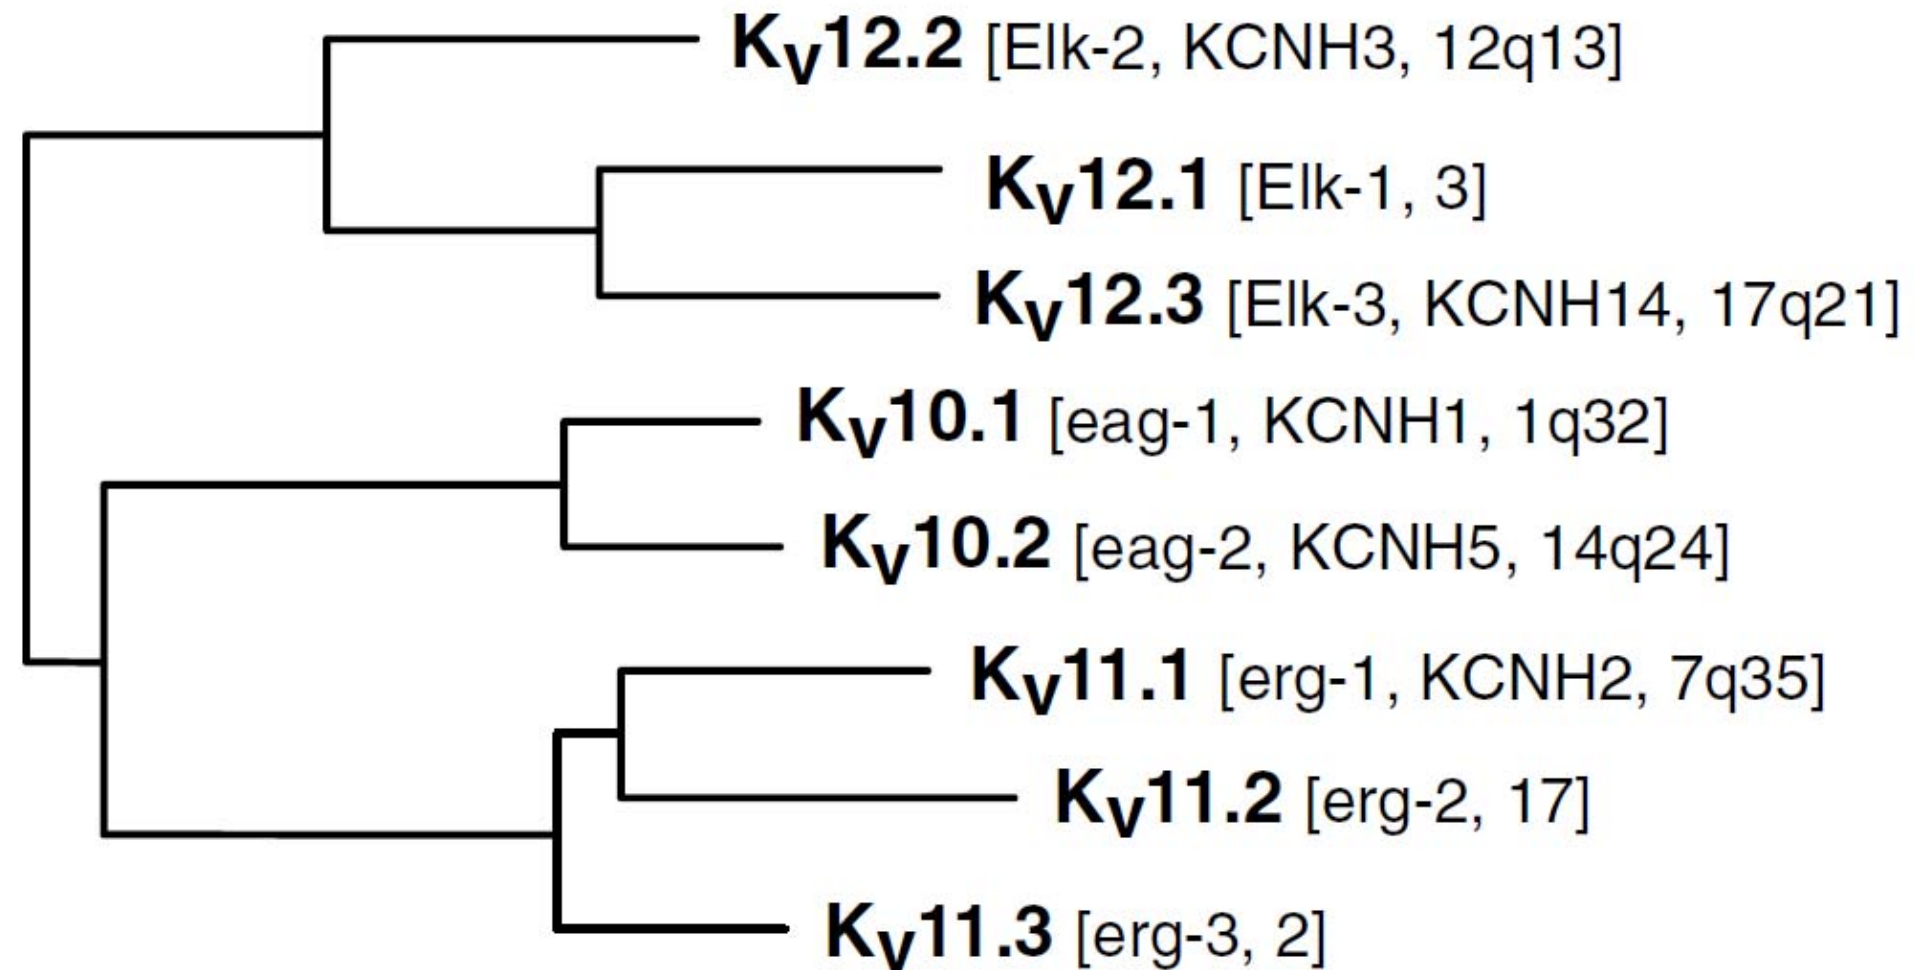 Kv12.2 [Elk-2, KCNH3, 12q13]
Kv12.1 [Elk-1, 3]
Kv12.3 [Elk-3, KCNH14, 17q21]
Kv10.1 [eag-1, KCNH1, 1q32]
Kv10.2 [eag-2, KCNH5, 14q24]
Kv11.1 [erg-1, KCNH2, 7q35]
Kv11.2 [erg-2, 17]
Kv11.3 [erg-3, 2]